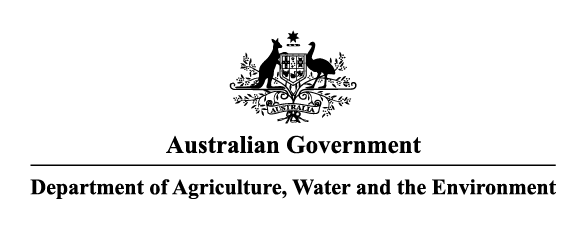 AUSTRALIA
Australian Government
Department of Agriculture, Water and the Environment